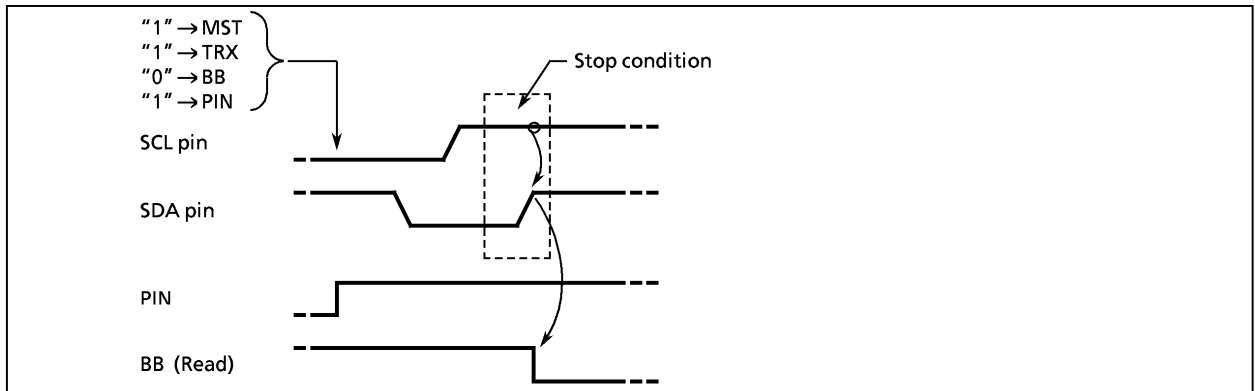 “1” → MST
“1” → TRX
“0” → BB
“1” → PIN
Stop condition
SCL pin
SDA pin
PIN
BB (Read)